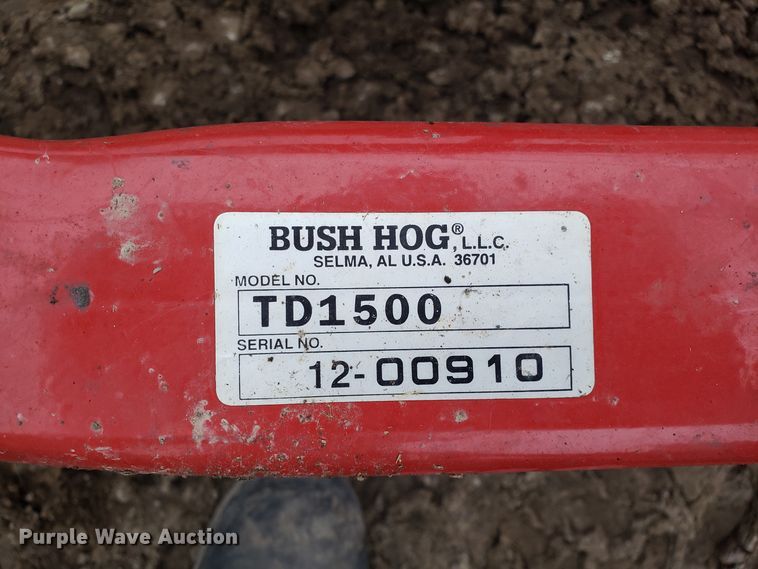 BUSH HOG®, L.L.C.
SELMA, AL U.S.A. 36701
MODEL NO.
TD1500
SERIAL NO.
12-00910
Purple Wave Auction